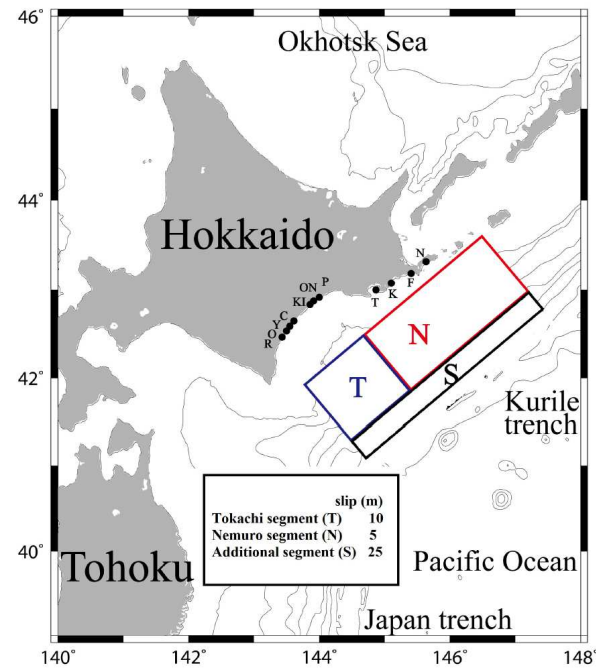 46°
Okhotsk Sea
44°
Hokkaido
N
P
ON
KI
T
K
F
C
Y
O
R
N
42°
T
S
Kurile
trench
slip (m)
Tokachi segment (T) 10
Nemuro segment (N) 5
Additional segment (S) 25
40°
Tohoku
Pacific Ocean
Japan trench
140° 142° 144° 146° 148°